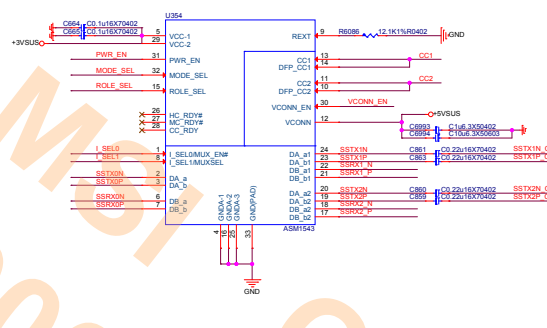 C664 C0.1u16X70402
C665 C0.1u16X70402
+3VSUS
U354
5 VCC-1
29 VCC-2
PWR_EN 31 PWR_EN
MODE_SEL 32 MODE_SEL
ROLE_SEL 15 ROLE_SEL
26 HC_RDY#
27 MC_RDY#
28 CC_RDY
I_SEL0 I_SEL0/MUX_EN#
I_SEL1 8 I_SEL1/MUXSEL
SSTX0N 2 DA_a
SSTX0P 3 DA_b
SSRX0N 6 DB_a
SSRX0P 7 DB_b
REXT 9 R6086 12.1K1%R0402 GND
CC1 13 CC1
DFP_CC1 14
CC2 11 CC2
DFP_CC2 10
VCONN_EN 30 VCONN_EN
VCONN 12 +5VSUS
C6993 C1u6.3X50402
C6994 C10u6.3X50603
DA_a1 24 SSTX1N C861 C0.22u16X70402 SSTX1N_C
DA_b1 23 SSTX1P C863 C0.22u16X70402 SSTX1P_C
DB_a1 22 SSRX1_N
DB_b1 21 SSRX1_P
DA_a2 20 SSTX2N C860 C0.22u16X70402 SSTX2N_C
DA_b2 19 SSTX2P C859 C0.22u16X70402 SSTX2P_C
DB_a2 18 SSRX2_N
DB_b2 17 SSRX2_P
GNDA-1
GNDA-2
GNDA-3
GND(PAD)
ASM1543
4
16
25
33
GND
MSI